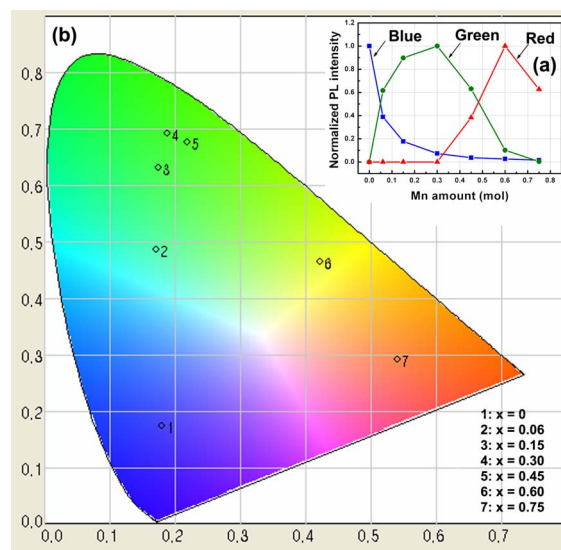 (b)
(a)
Blue
Green
Red
Normalized PL intensity
1.2
1.0
0.8
0.6
0.4
0.2
0.0
0.0 0.1 0.2 0.3 0.4 0.5 0.6 0.7 0.8
Mn amount (mol)
0.8
0.7
0.6
0.5
0.4
0.3
0.2
0.1
0.0
4
5
3
2
6
7
1
1: x = 0
2: x = 0.06
3: x = 0.15
4: x = 0.30
5: x = 0.45
6: x = 0.60
7: x = 0.75
0.0 0.1 0.2 0.3 0.4 0.5 0.6 0.7